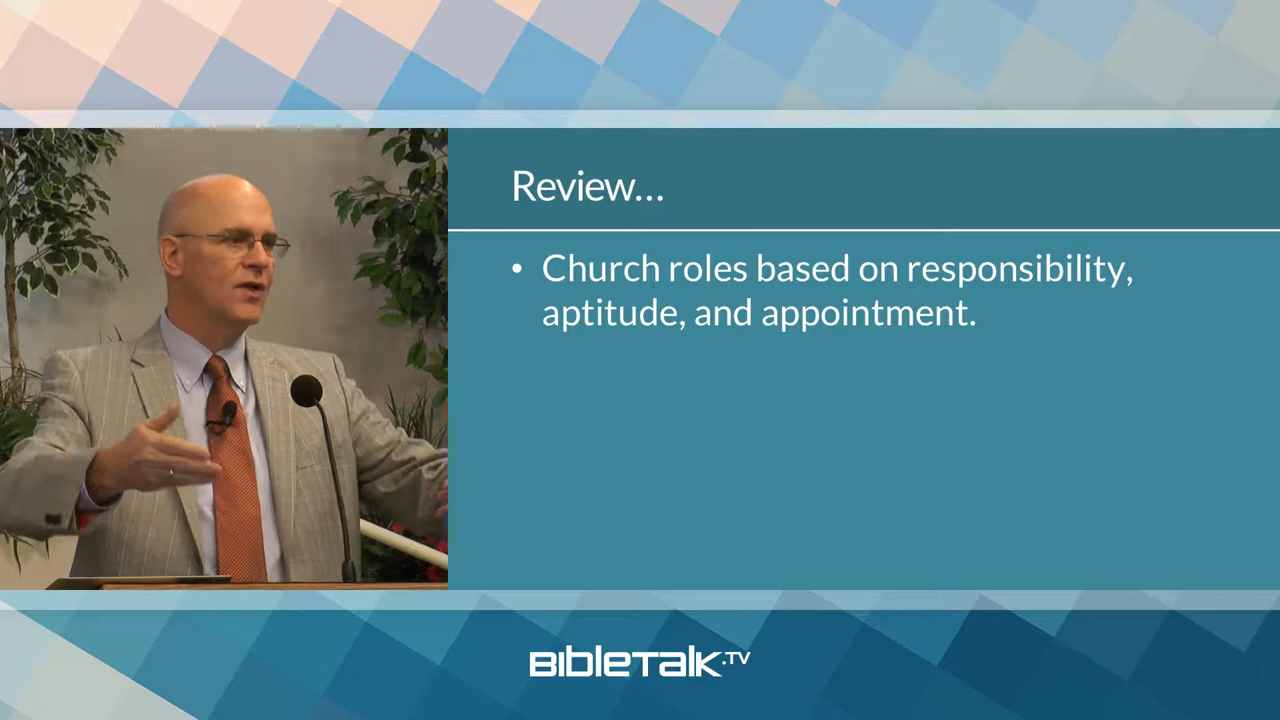 Review...
• Church roles based on responsibility,
aptitude, and appointment.
BIBLETALK.TV